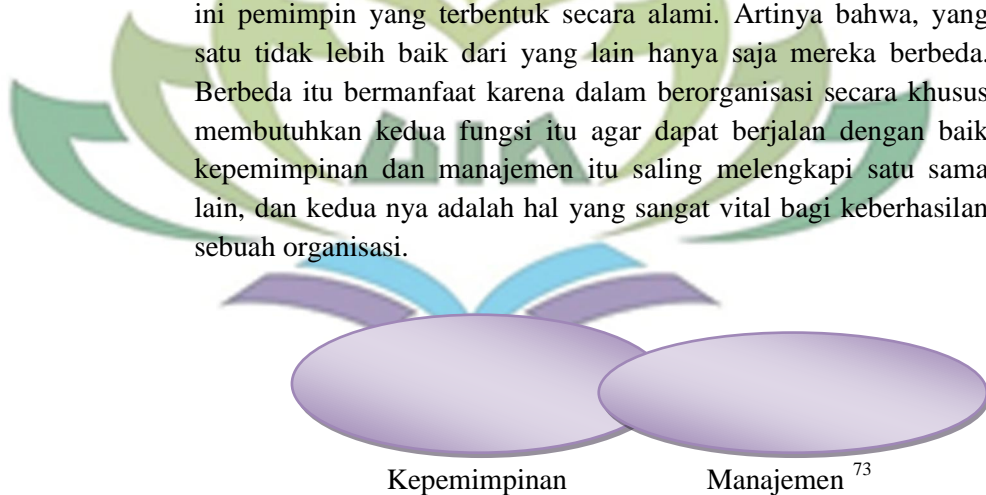 ini pemimpin yang terbentuk secara alami. Artinya bahwa, yang
satu tidak lebih baik dari yang lain hanya saja mereka berbeda.
Berbeda itu bermanfaat karena dalam berorganisasi secara khusus
membutuhkan kedua fungsi itu agar dapat berjalan dengan baik
kepemimpinan dan manajemen itu saling melengkapi satu sama
lain, dan kedua nya adalah hal yang sangat vital bagi keberhasilan
sebuah organisasi.
Kepemimpinan Manajemen 73